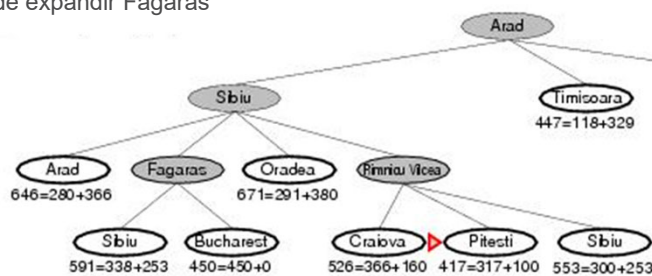 de expandir Fagaras
Arad
Sibiu
Timisoara
447=118+329
Arad
Fagaras
Oradea
Rimnicu Vilcea
646=280+366
671=291+380
Sibiu
Bucharest
Craiova
Pitesti
Sibiu
591=338+253
450=450+0
526=366+160
417=317+100
553=300+253